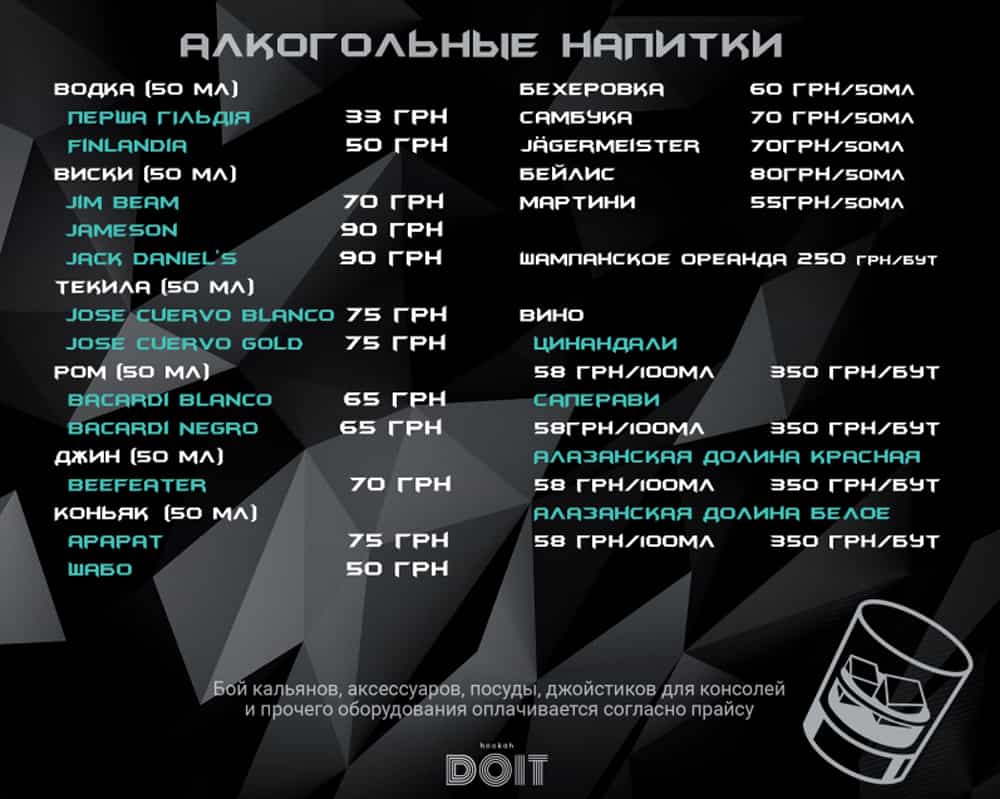 АЛКОГОЛЬНЫЕ НАПИТКИ
ВОДКА (50 МЛ)
ПЕРША ГІЛЬДІЯ 33 ГРН
FINLANDIA 50 ГРН
ВИСКИ (50 МЛ)
JIM BEAM 70 ГРН
JAMESON 90 ГРН
JACK DANIEL'S 90 ГРН
ТЕКИЛА (50 МЛ)
JOSE CUERVO BLANCO 75 ГРН
JOSE CUERVO GOLD 75 ГРН
РОМ (50 МЛ)
BACARDI BLANCO 65 ГРН
BACARDI NEGRO 65 ГРН
ДЖИН (50 МЛ)
BEEFEATER 70 ГРН
КОНЬЯК (50 МЛ)
АРАРАТ 75 ГРН
ШАБО 50 ГРН
БЕХЕРОВКА 60 ГРН/50МЛ
САМБУКА 70 ГРН/50МЛ
JÄGERMEISTER 70ГРН/50МЛ
БЕЙЛИС 80ГРН/50МЛ
МАРТИНИ 55ГРН/50МЛ
ШАМПАНСКОЕ ОРЕАНДА 250 ГРН/БУТ
ВИНО
ЦИНАНДАЛИ
58 ГРН/100МЛ 350 ГРН/БУТ
САПЕРАВИ
58ГРН/100МЛ 350 ГРН/БУТ
АЛАЗАНСКАЯ ДОЛИНА КРАСНАЯ
58 ГРН/100МЛ 350 ГРН/БУТ
АЛАЗАНСКАЯ ДОЛИНА БЕЛОЕ
58 ГРН/100МЛ 350 ГРН/БУТ
Бой кальянов, аксессуаров, посуды, джойстиков для консолей
и прочего оборудования оплачивается согласно прайсу
hookah
DOIT